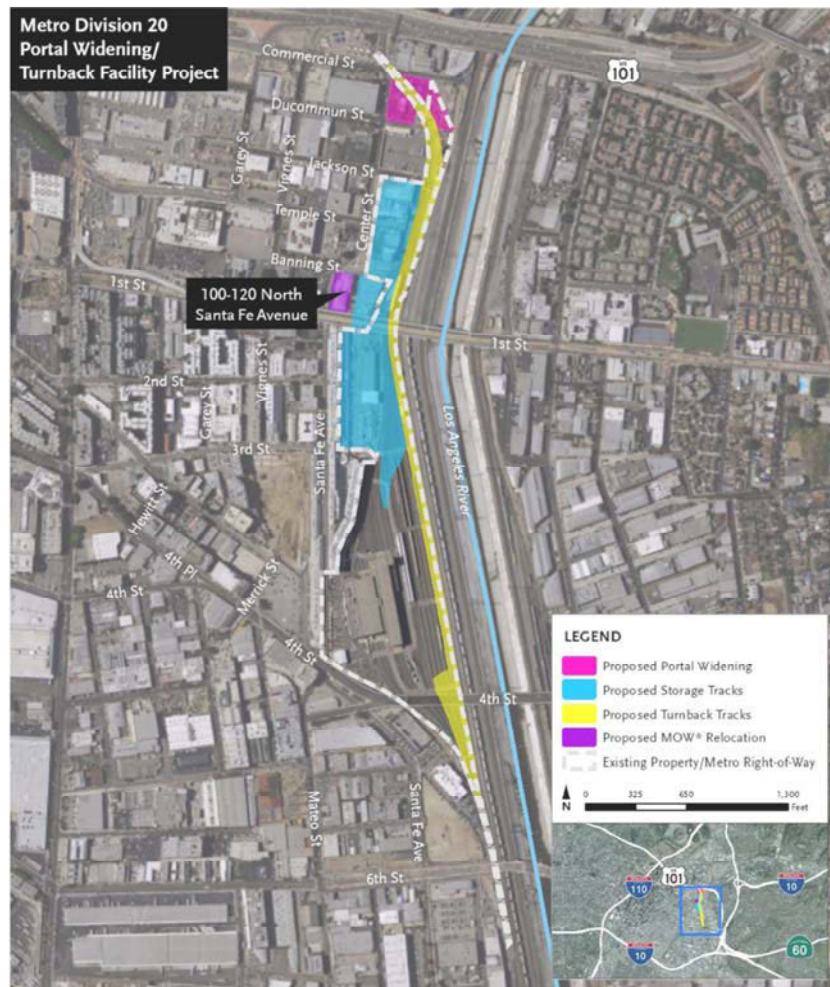 Metro Division 20
Portal Widening/
Turnback Facility Project
US
101
Commercial St
Ducommun St
Garey St
Vignes St
Jackson St
Center St
Temple St
Banning St
1st St
100-120 North
Santa Fe Avenue
1st St
2nd St
Garey St
Vignes St
Santa Fe Ave
3rd St
Los Angeles River
Hewitt St
4th Pl
4th St
Merrick St
4th St
4th St
Mateo St
Santa Fe Ave
6th St
LEGEND
Proposed Portal Widening
Proposed Storage Tracks
Proposed Turnback Tracks
Proposed MOW* Relocation
Existing Property/Metro Right-of-Way
N
0 325 450 1,300
Feet
101
110
10
10
60